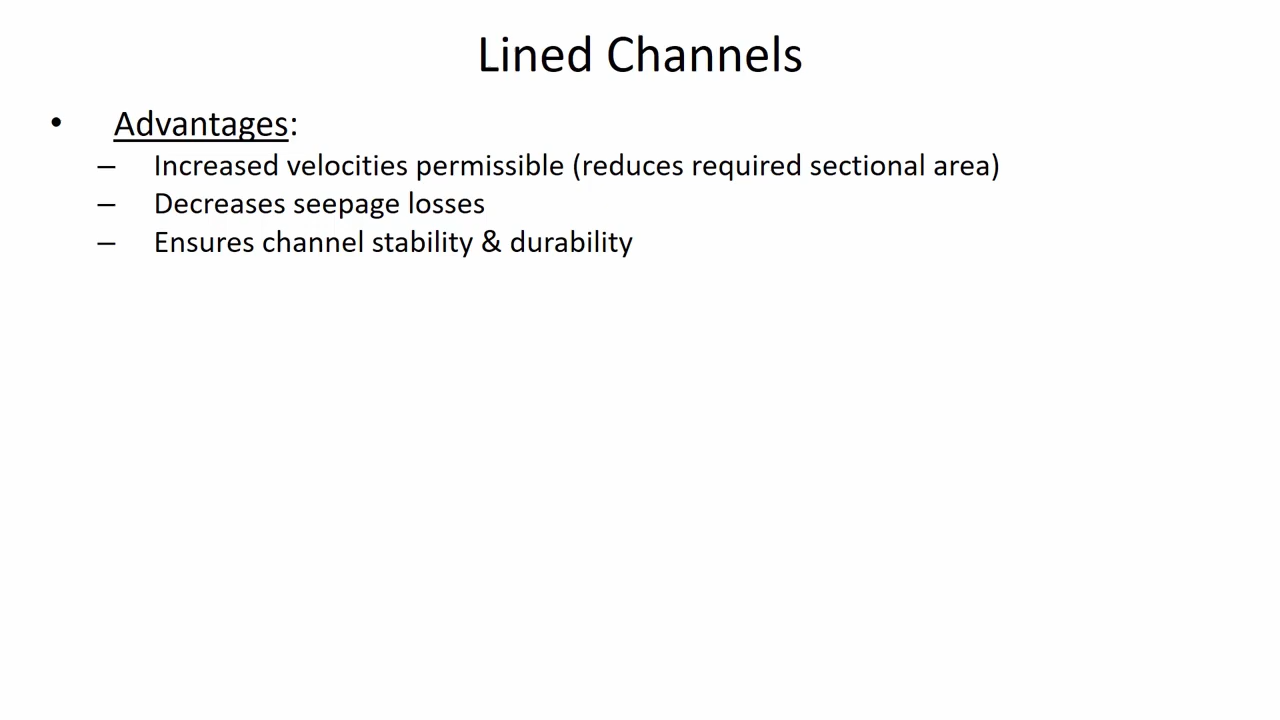 Lined Channels
• Advantages:
– Increased velocities permissible (reduces required sectional area)
– Decreases seepage losses
– Ensures channel stability & durability